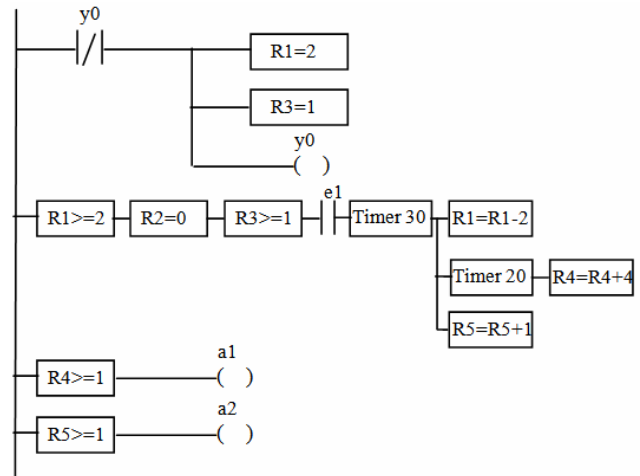 y0
R1=2
R3=1
y0
( )
e1
R1>=2 R2=0 R3>=1 Timer 30 R1=R1-2
Timer 20 R4=R4+4
R5=R5+1
a1
R4>=1 ( )
a2
R5>=1 ( )